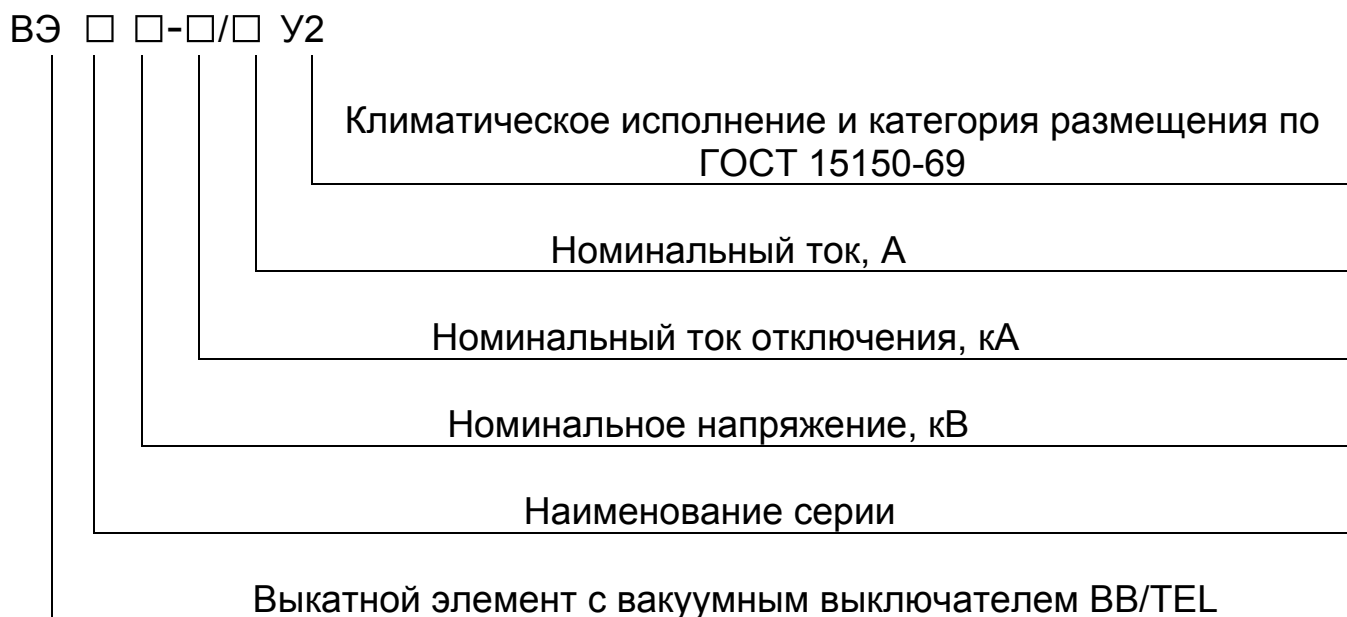 ВЭ □ □-□/□ У2
Климатическое исполнение и категория размещения по
ГОСТ 15150-69
Номинальный ток, А
Номинальный ток отключения, кА
Номинальное напряжение, кВ
Наименование серии
Выкатной элемент с вакуумным выключателем BB/TEL